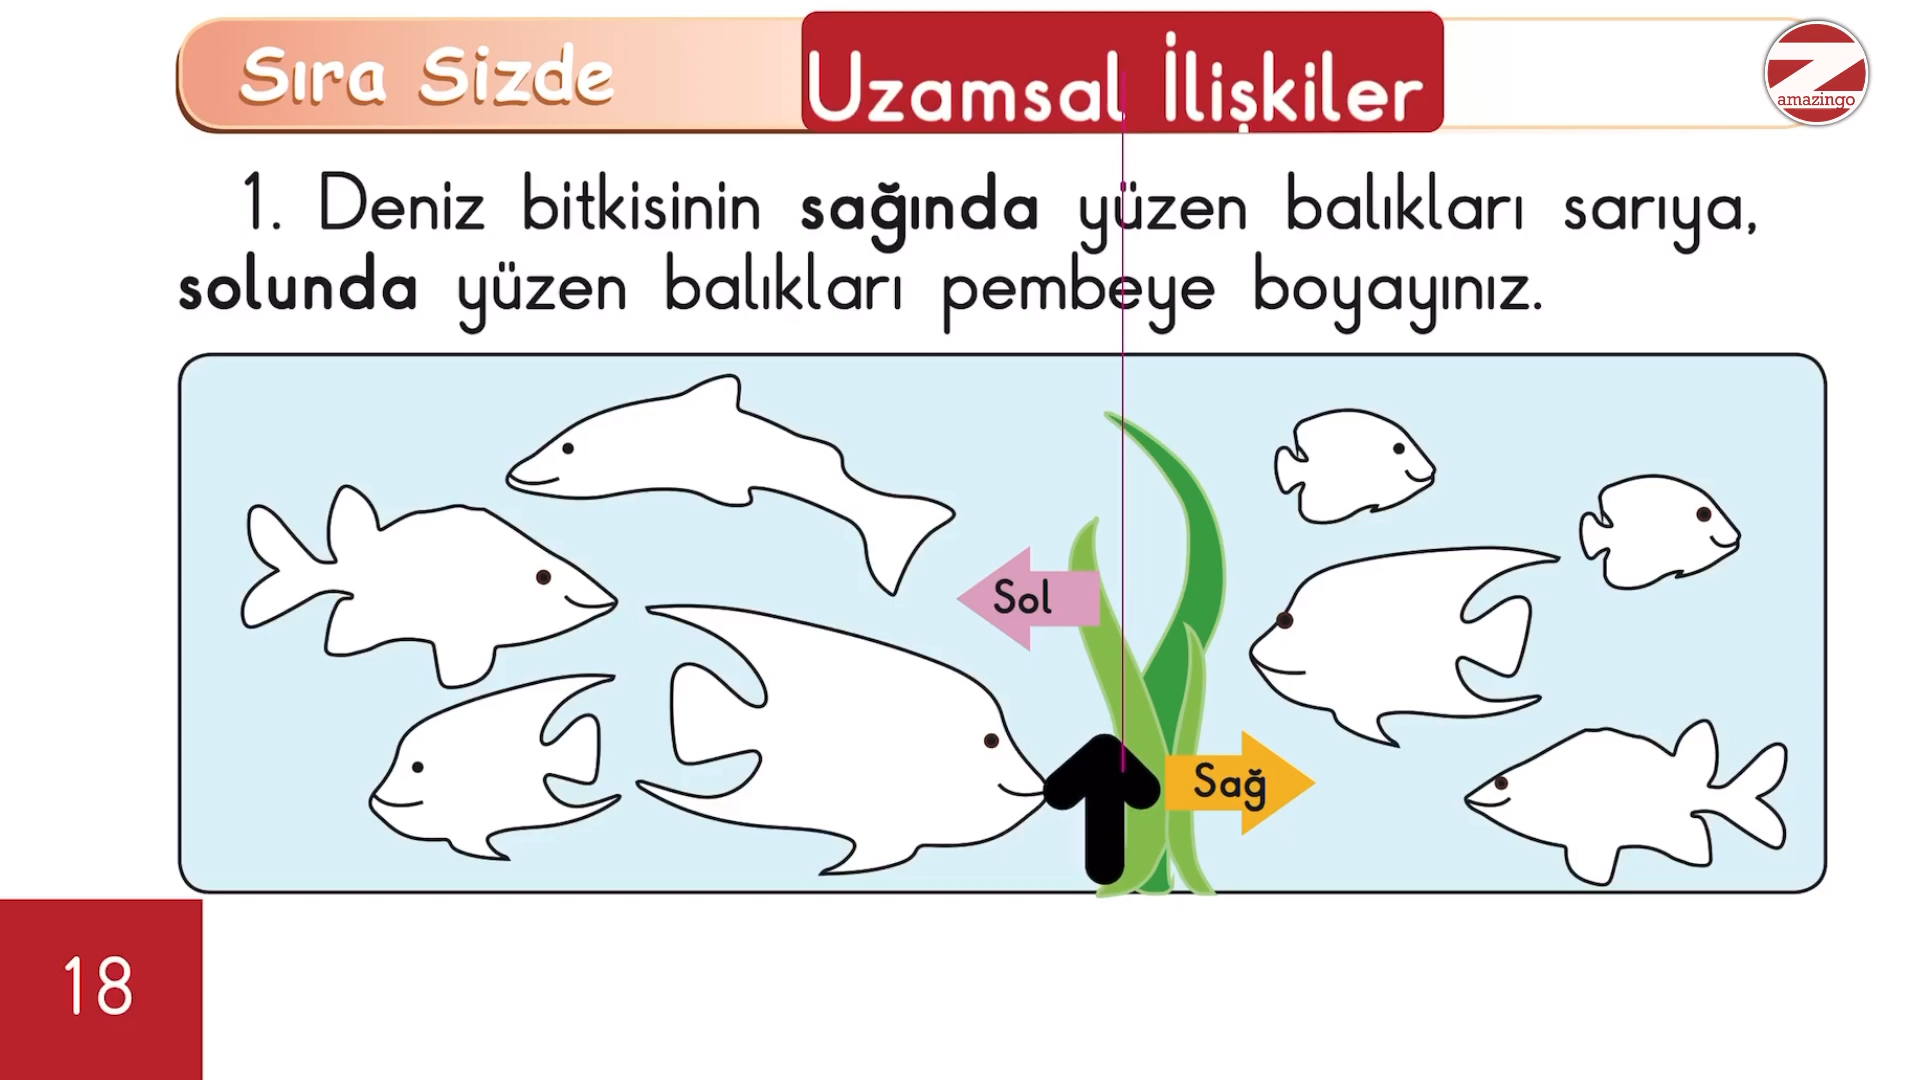 Sıra Sizde
Uzamsal İlişkiler
amazingo
1. Deniz bitkisinin sağında yüzen balıkları sarıya,
solunda yüzen balıkları pembeye boyayınız.
Sol
Sağ
18